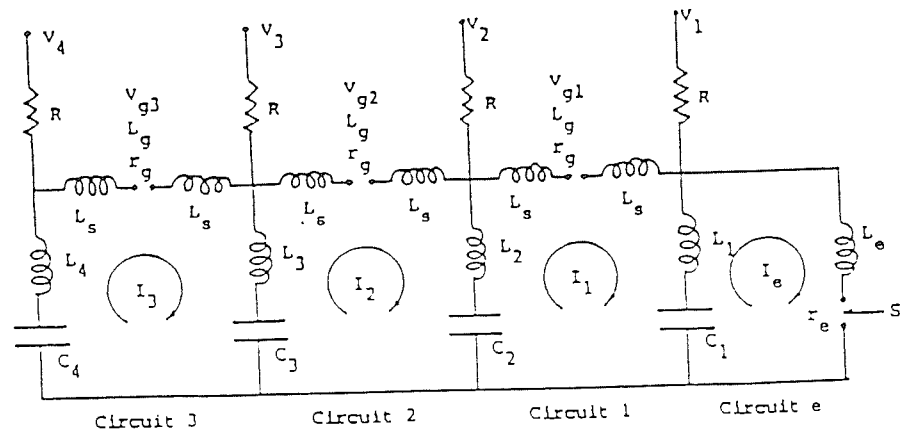 V4 V3 V2 V1
R R R R
Vg3 Vg2 Vg1
Lg Lg Lg
rg rg rg
Ls Ls Ls Ls Ls Ls
L4 L3 L2 L1 Le
I3 I2 I1 Ie
re S
C4 C3 C2 C1
Circuit 3 Circuit 2 Circuit 1 Circuit e